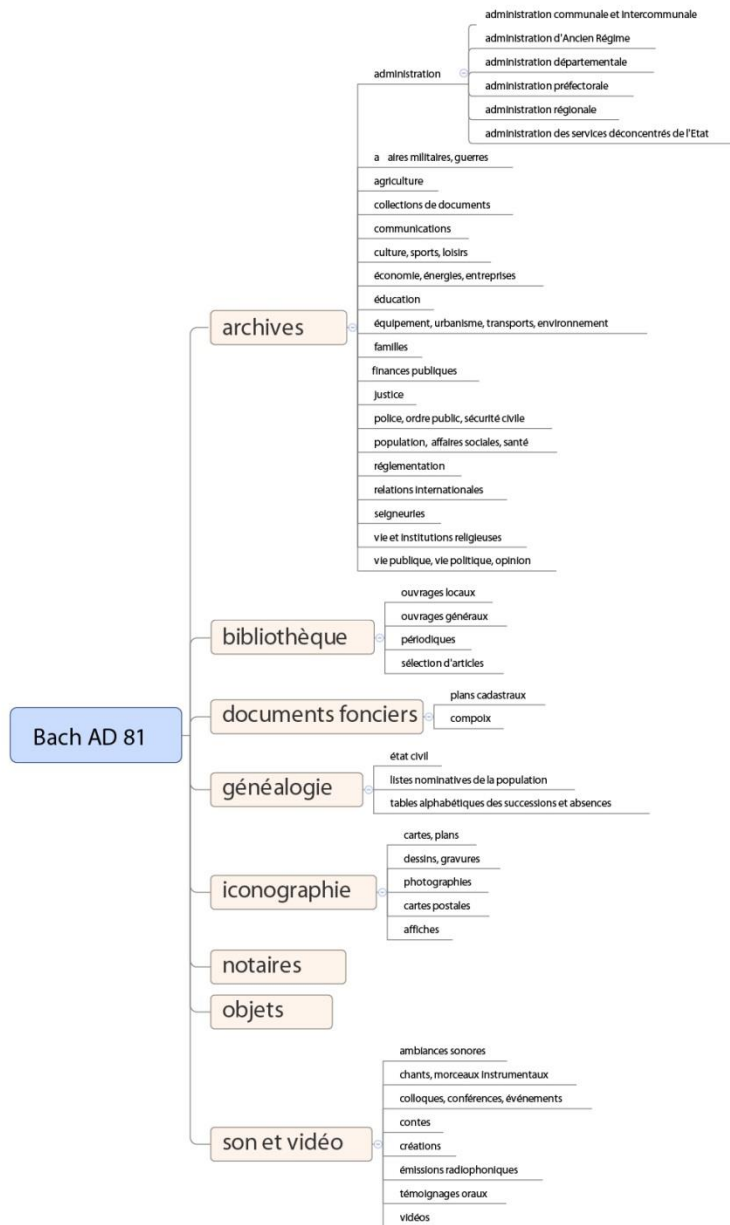 Bach AD 81
archives
administration
administration communale et intercommunale
administration d'Ancien Régime
administration départementale
administration préfectorale
administration régionale
administration des services déconcentrés de l'Etat
a aires militaires, guerres
agriculture
collections de documents
communications
culture, sports, loisirs
économie, énergies, entreprises
éducation
équipement, urbanisme, transports, environnement
familles
finances publiques
justice
police, ordre public, sécurité civile
population, affaires sociales, santé
réglementation
relations internationales
seigneuries
vie et institutions religieuses
vie publique, vie politique, opinion
bibliothèque
ouvrages locaux
ouvrages généraux
périodiques
sélection d'articles
documents fonciers
plans cadastraux
compoix
généalogie
état civil
listes nominatives de la population
tables alphabétiques des successions et absences
iconographie
cartes, plans
dessins, gravures
photographies
cartes postales
affiches
notaires
objets
son et vidéo
ambiances sonores
chants, morceaux instrumentaux
colloques, conférences, événements
contes
créations
émissions radiophoniques
témoignages oraux
vidéos